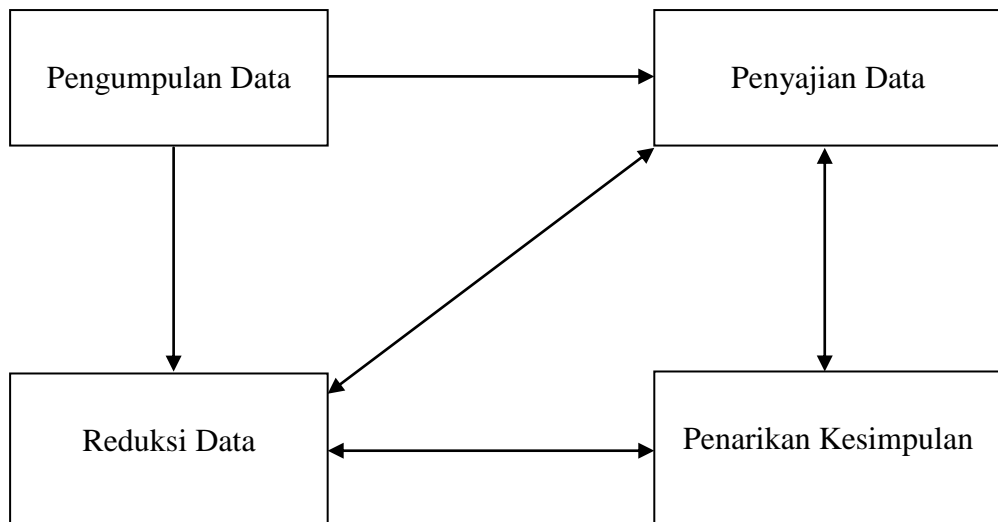 Pengumpulan Data
Penyajian Data
Reduksi Data
Penarikan Kesimpulan